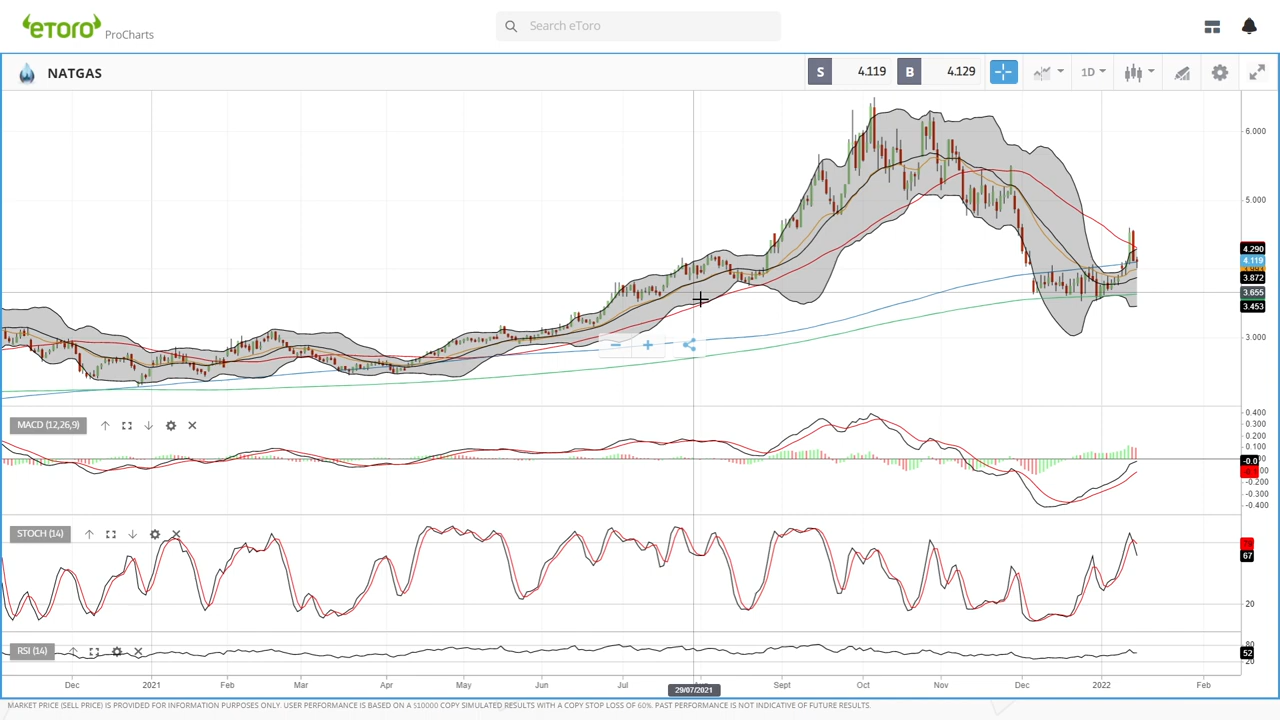 eToro ProCharts
Search eToro
NATGAS
S 4.119 B 4.129 1D
6.000
5.000
4.290
4.119
3.872
3.655
3.453
3.000
MACD (12,26,9)
0.400
0.300
0.200
0.100
-0.0
-0.200
-0.300
-0.400
STOCH (14)
67
20
RSI (14)
80
52
20
Dec 2021 Feb Mar Apr May Jun Jul Sept Oct Nov Dec 2022 Feb
29/07/2021
MARKET PRICE (SELL PRICE) IS PROVIDED FOR INFORMATION PURPOSES ONLY. USER PERFORMANCE IS BASED ON A $10000 COPY SIMULATED RESULTS WITH A COPY STOP LOSS OF 60%. PAST PERFORMANCE IS NOT INDICATIVE OF FUTURE RESULTS.